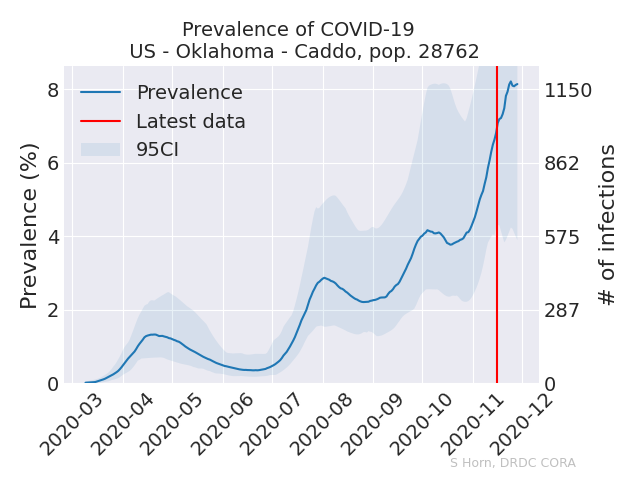 Prevalence of COVID-19
US - Oklahoma - Caddo, pop. 28762
Prevalence
Latest data
95CI
Prevalence (%)
8
6
4
2
0
# of infections
1150
862
575
287
0
2020-03
2020-04
2020-05
2020-06
2020-07
2020-08
2020-09
2020-10
2020-11
2020-12
S Horn, DRDC CORA